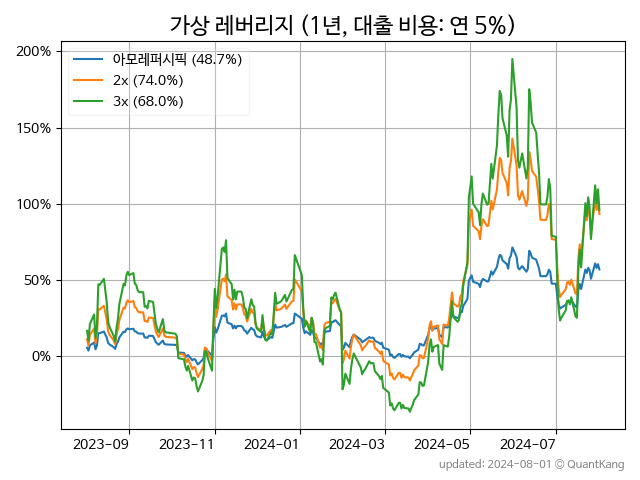 가상 레버리지 (1년, 대출 비용: 연 5%)
200%
150%
100%
50%
0%
아모레퍼시픽 (48.7%)
2x (74.0%)
3x (68.0%)
2023-09 2023-11 2024-01 2024-03 2024-05 2024-07
updated: 2024-08-01 © QuantKang